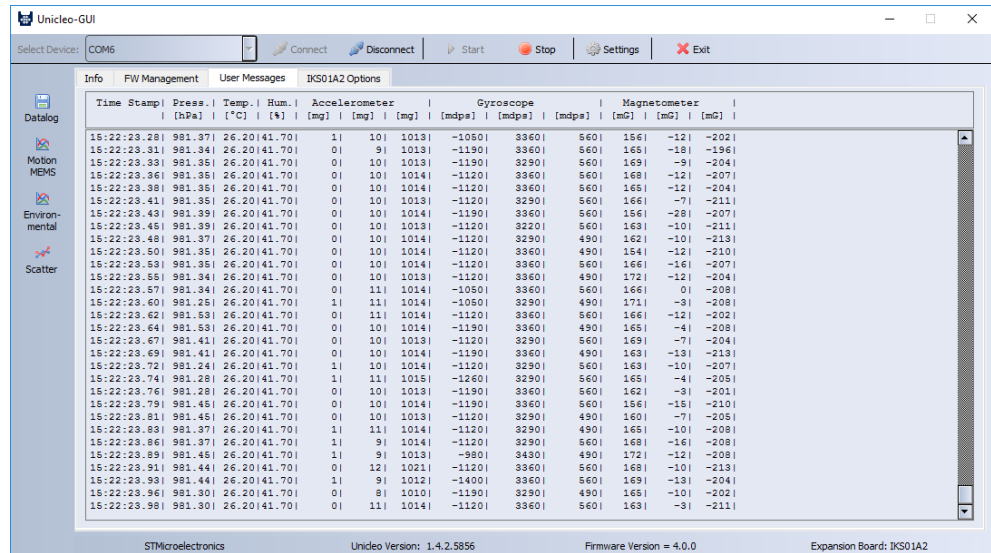 Unicleo-GUI
Select Device: COM6 Connect Disconnect Start Stop Settings Exit
Info FW Management User Messages IKS01A2 Options
Datalog
Motion MEMS
Environ-mental
Scatter
Time Stamp| Press.| Temp.| Hum.| Accelerometer | Gyroscope | Magnetometer |
| [hPa] | [°C] | [%] | [mg] | [mg] | [mg] | [mdps] | [mdps] | [mdps] | [mG] | [mG] | [mG] |
15:22:23.28| 981.37| 26.20|41.70| 1| 10| 1013| -1050| 3360| 560| 156| -12| -202|
15:22:23.31| 981.34| 26.20|41.70| 0| 9| 1013| -1190| 3360| 560| 165| -18| -196|
15:22:23.33| 981.35| 26.20|41.70| 0| 10| 1013| -1190| 3290| 560| 169| -9| -204|
15:22:23.36| 981.35| 26.20|41.70| 0| 10| 1014| -1120| 3360| 560| 168| -12| -207|
15:22:23.38| 981.35| 26.20|41.70| 0| 10| 1014| -1120| 3360| 560| 165| -12| -204|
15:22:23.41| 981.35| 26.20|41.70| 0| 10| 1013| -1120| 3290| 560| 166| -7| -211|
15:22:23.43| 981.39| 26.20|41.70| 0| 10| 1014| -1190| 3360| 560| 156| -28| -207|
15:22:23.45| 981.39| 26.20|41.70| 0| 10| 1013| -1120| 3220| 560| 163| -10| -211|
15:22:23.48| 981.37| 26.20|41.70| 0| 10| 1014| -1120| 3290| 490| 162| -10| -213|
15:22:23.50| 981.35| 26.20|41.70| 0| 10| 1014| -1120| 3360| 490| 154| -12| -210|
15:22:23.53| 981.35| 26.20|41.70| 0| 10| 1014| -1120| 3360| 560| 166| -16| -207|
15:22:23.55| 981.34| 26.20|41.70| 0| 10| 1013| -1120| 3360| 490| 172| -12| -204|
15:22:23.57| 981.34| 26.20|41.70| 0| 11| 1014| -1050| 3360| 560| 166| 0| -208|
15:22:23.60| 981.25| 26.20|41.70| 1| 11| 1014| -1050| 3290| 490| 171| -3| -208|
15:22:23.62| 981.53| 26.20|41.70| 0| 11| 1014| -1120| 3360| 560| 166| -12| -202|
15:22:23.64| 981.53| 26.20|41.70| 0| 10| 1014| -1190| 3360| 490| 165| -4| -208|
15:22:23.67| 981.41| 26.20|41.70| 0| 10| 1013| -1120| 3290| 560| 169| -7| -204|
15:22:23.69| 981.41| 26.20|41.70| 0| 10| 1014| -1190| 3360| 490| 163| -13| -213|
15:22:23.72| 981.24| 26.20|41.70| 1| 10| 1014| -1120| 3290| 560| 163| -10| -207|
15:22:23.74| 981.28| 26.20|41.70| 1| 11| 1015| -1260| 3290| 560| 165| -4| -205|
15:22:23.76| 981.28| 26.20|41.70| 0| 10| 1013| -1190| 3360| 560| 162| -3| -201|
15:22:23.79| 981.45| 26.20|41.70| 0| 10| 1014| -1190| 3360| 560| 156| -15| -210|
15:22:23.81| 981.45| 26.20|41.70| 0| 10| 1013| -1120| 3290| 490| 160| -7| -205|
15:22:23.83| 981.37| 26.20|41.70| 1| 11| 1014| -1120| 3290| 490| 165| -10| -208|
15:22:23.86| 981.37| 26.20|41.70| 1| 9| 1014| -1120| 3290| 560| 168| -16| -208|
15:22:23.89| 981.45| 26.20|41.70| 1| 9| 1013| -980| 3430| 490| 172| -12| -208|
15:22:23.91| 981.44| 26.20|41.70| 0| 12| 1021| -1120| 3360| 560| 168| -10| -213|
15:22:23.93| 981.44| 26.20|41.70| 1| 9| 1012| -1400| 3360| 560| 169| -13| -204|
15:22:23.96| 981.30| 26.20|41.70| 0| 8| 1010| -1190| 3290| 490| 165| -10| -202|
15:22:23.98| 981.30| 26.20|41.70| 0| 11| 1014| -1120| 3360| 560| 163| -3| -211|
STMicroelectronics Unicleo Version: 1.4.2.5856 Firmware Version = 4.0.0 Expansion Board: IKS01A2